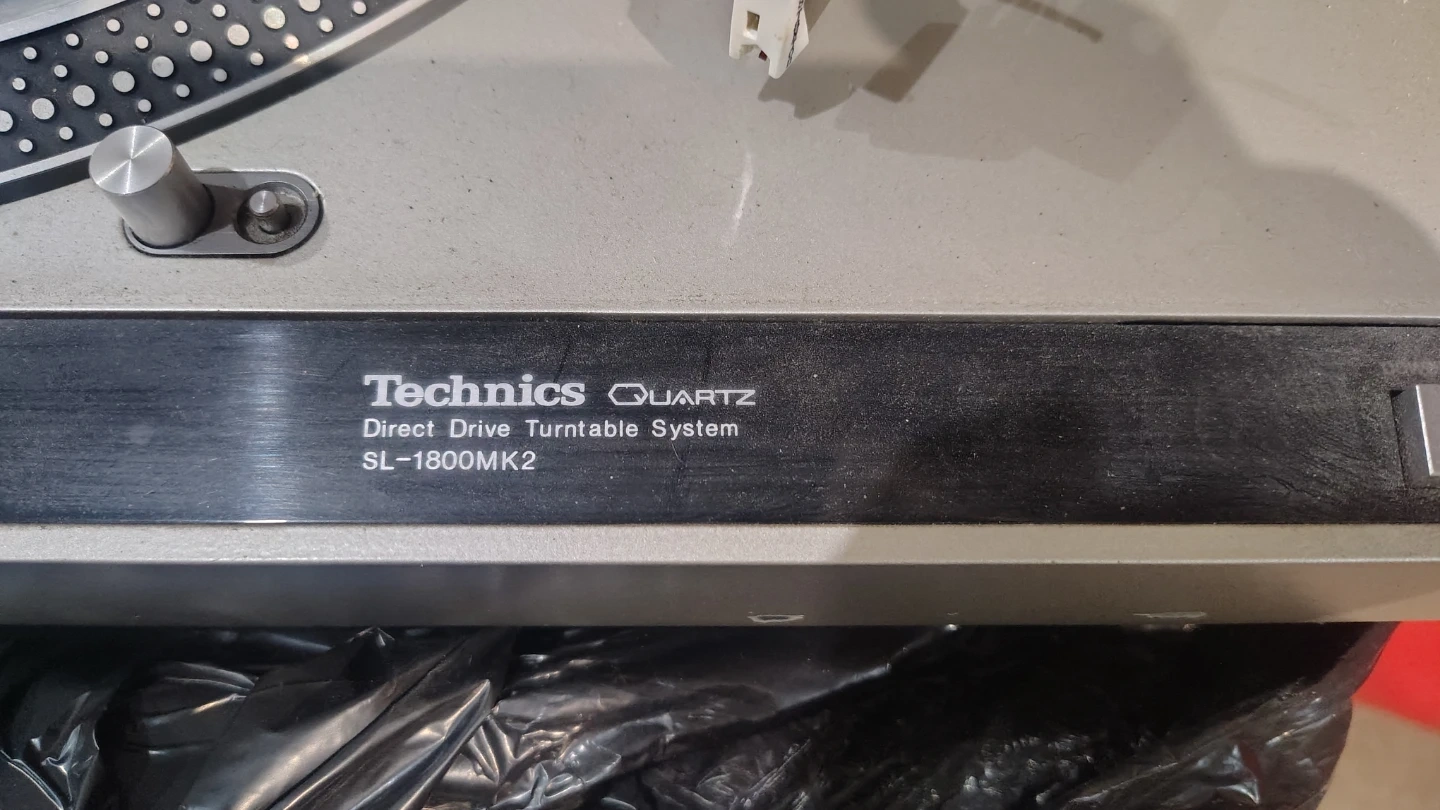 Technics QUARTZ
Direct Drive Turntable System
SL-1800MK2